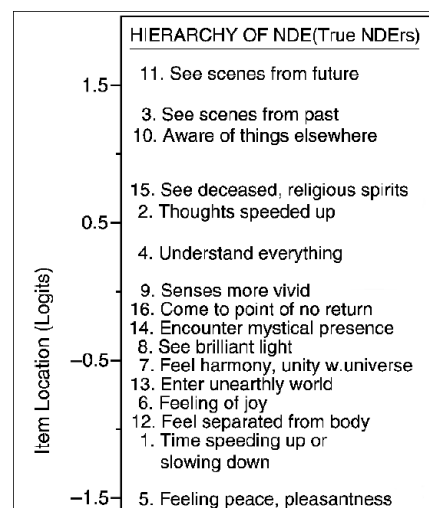 HIERARCHY OF NDE(True NDErs)
11. See scenes from future
1.5
3. See scenes from past
10. Aware of things elsewhere
15. See deceased, religious spirits
0.5
2. Thoughts speeded up
4. Understand everything
9. Senses more vivid
16. Come to point of no return
14. Encounter mystical presence
8. See brilliant light
−0.5
7. Feel harmony, unity w.universe
13. Enter unearthly world
6. Feeling of joy
12. Feel separated from body
1. Time speeding up or
slowing down
−1.5
5. Feeling peace, pleasantness
Item Location (Logits)